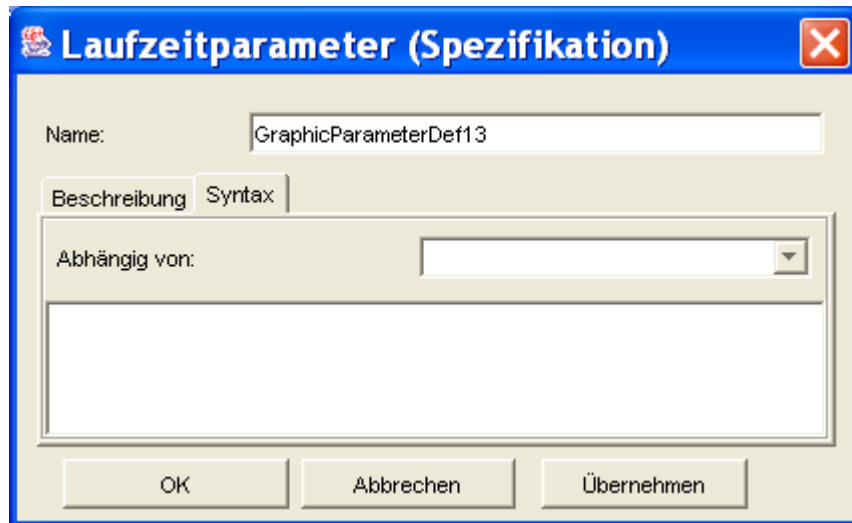 Laufzeitparameter (Spezifikation)
Name: GraphicParameterDef13
Beschreibung Syntax
Abhängig von:
OK Abbrechen Übernehmen